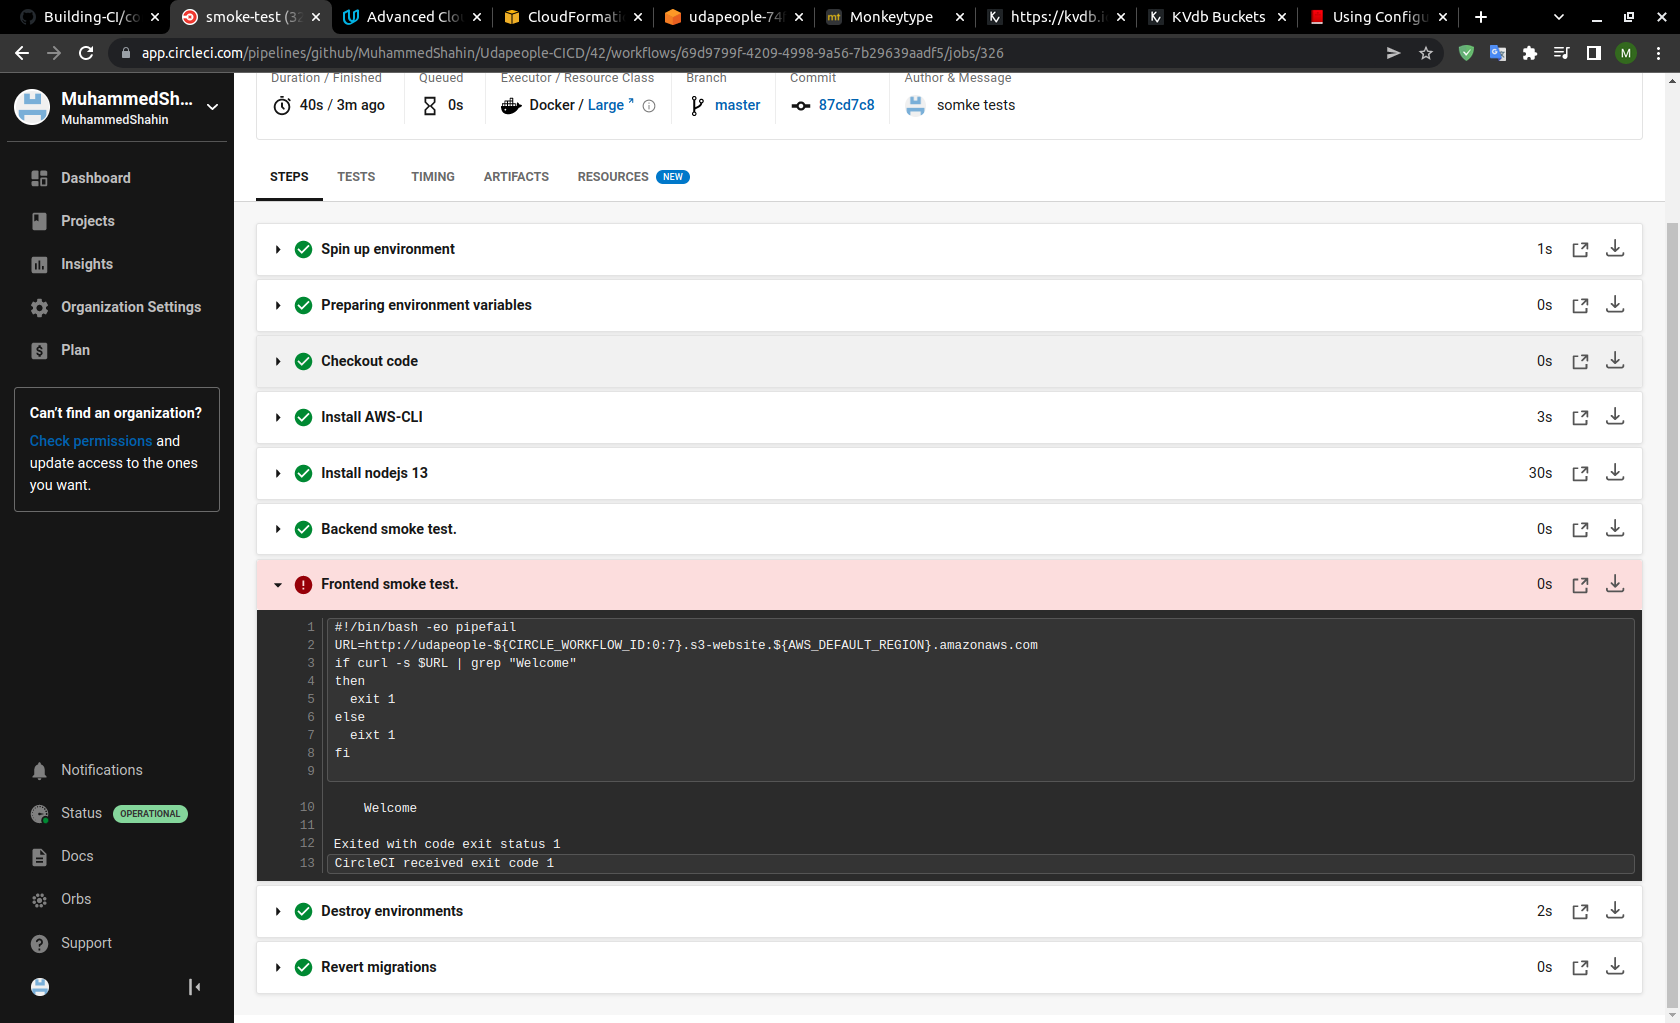 Building-CI/co
smoke-test (32
Advanced Clo
CloudFormati
udapeople-74
Monkeytype
https://kvdb.i
KVdb Buckets
Using Configu
app.circleci.com/pipelines/github/MuhammedShahin/Udapeople-CICD/42/workflows/69d9799f-4209-4998-9a56-7b29639aadf5/jobs/326
M
MuhammedSh...
MuhammedShahin
Dashboard
Projects
Insights
Organization Settings
Plan
Can't find an organization?
Check permissions and
update access to the ones
you want.
Notifications
Status OPERATIONAL
Docs
Orbs
Support
Duration / Finished
40s / 3m ago
Queued
0s
Executor / Resource Class
Docker / Large
Branch
master
Commit
87cd7c8
Author & Message
somke tests
STEPS TESTS TIMING ARTIFACTS RESOURCES NEW
Spin up environment 1s
Preparing environment variables 0s
Checkout code 0s
Install AWS-CLI 3s
Install nodejs 13 30s
Backend smoke test. 0s
Frontend smoke test. 0s
1 #!/bin/bash -eo pipefail
2 URL=http://udapeople-${CIRCLE_WORKFLOW_ID:0:7}.s3-website.${AWS_DEFAULT_REGION}.amazonaws.com
3 if curl -s $URL | grep "Welcome"
4 then
5 exit 1
6 else
7 eixt 1
8 fi
9
10 Welcome
11
12 Exited with code exit status 1
13 CircleCI received exit code 1
Destroy environments 2s
Revert migrations 0s